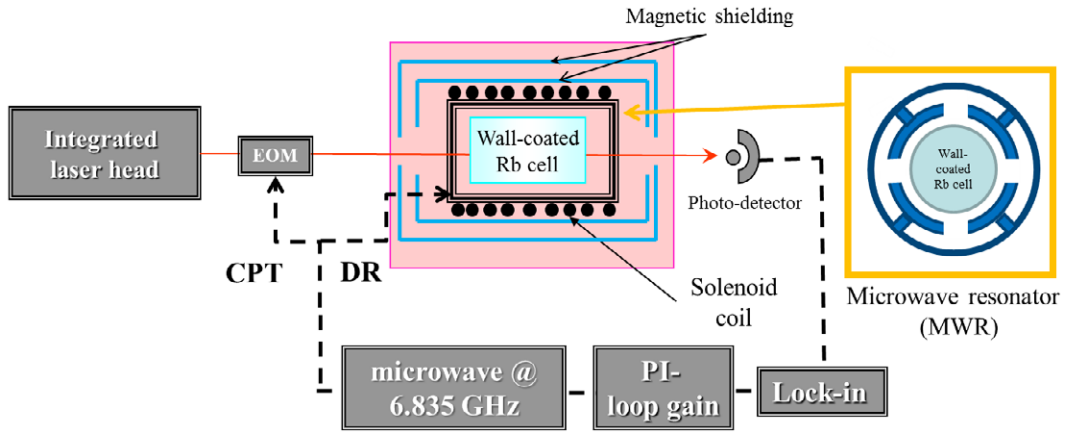 Magnetic shielding
Integrated
laser head
EOM
Wall-coated
Rb cell
Photo-detector
Wall-
coated
Rb cell
CPT
DR
Solenoid
coil
Microwave resonator
(MWR)
microwave @
6.835 GHz
PI-
loop gain
Lock-in